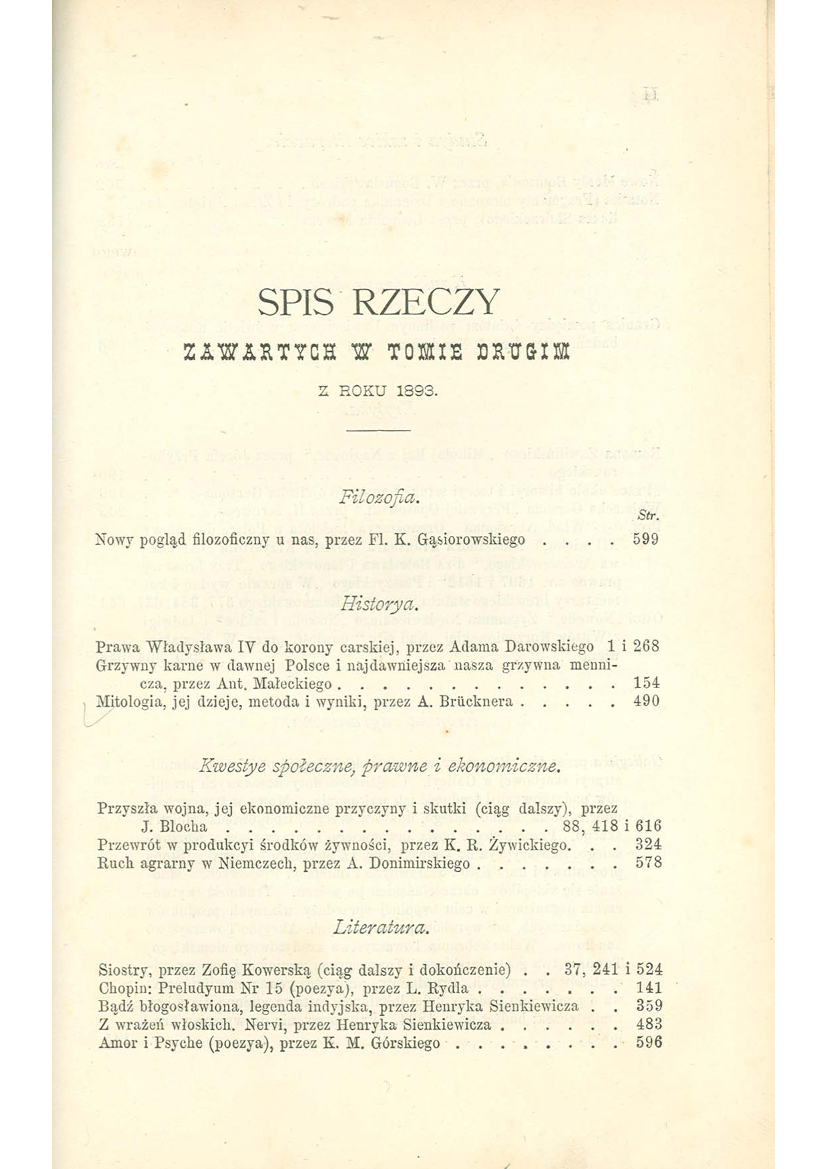 SPIS RZECZY
ZAWARTYCH W TOMIE DRUGIM
Z ROKU 1893.
Filozofia.
Str.
Nowy pogląd filozoficzny u nas, przez Fl. K. Gąsiorowskiego . . . . 599
Historya.
Prawa Władysława IV do korony carskiej, przez Adama Darowskiego 1 i 268
Grzywny karne w dawnej Polsce i najdawniejsza nasza grzywna menni-
cza, przez Ant. Małeckiego . . . . . . . . . . . . . 154
Mitologia, jej dzieje, metoda i wyniki, przez A. Brücknera . . . . . 490
Kwestye społeczne, prawne i ekonomiczne.
Przyszła wojna, jej ekonomiczne przyczyny i skutki (ciąg dalszy), przez
J. Blocha . . . . . . . . . . . . . . . 88, 418 i 616
Przewrót w produkcyi środków żywności, przez K. R. Żywickiego. . . 324
Ruch agrarny w Niemczech, przez A. Donimirskiego . . . . . . . 578
Literatura.
Siostry, przez Zofię Kowerską (ciąg dalszy i dokończenie) . . 37, 241 i 524
Chopin: Preludyum Nr 15 (poezya), przez L. Rydla . . . . . . . 141
Bądź błogosławiona, legenda indyjska, przez Henryka Sienkiewicza . . 359
Z wrażeń włoskich. Nervi, przez Henryka Sienkiewicza . . . . . . 483
Amor i Psyche (poezya), przez K. M. Górskiego . . . . . . . . 596